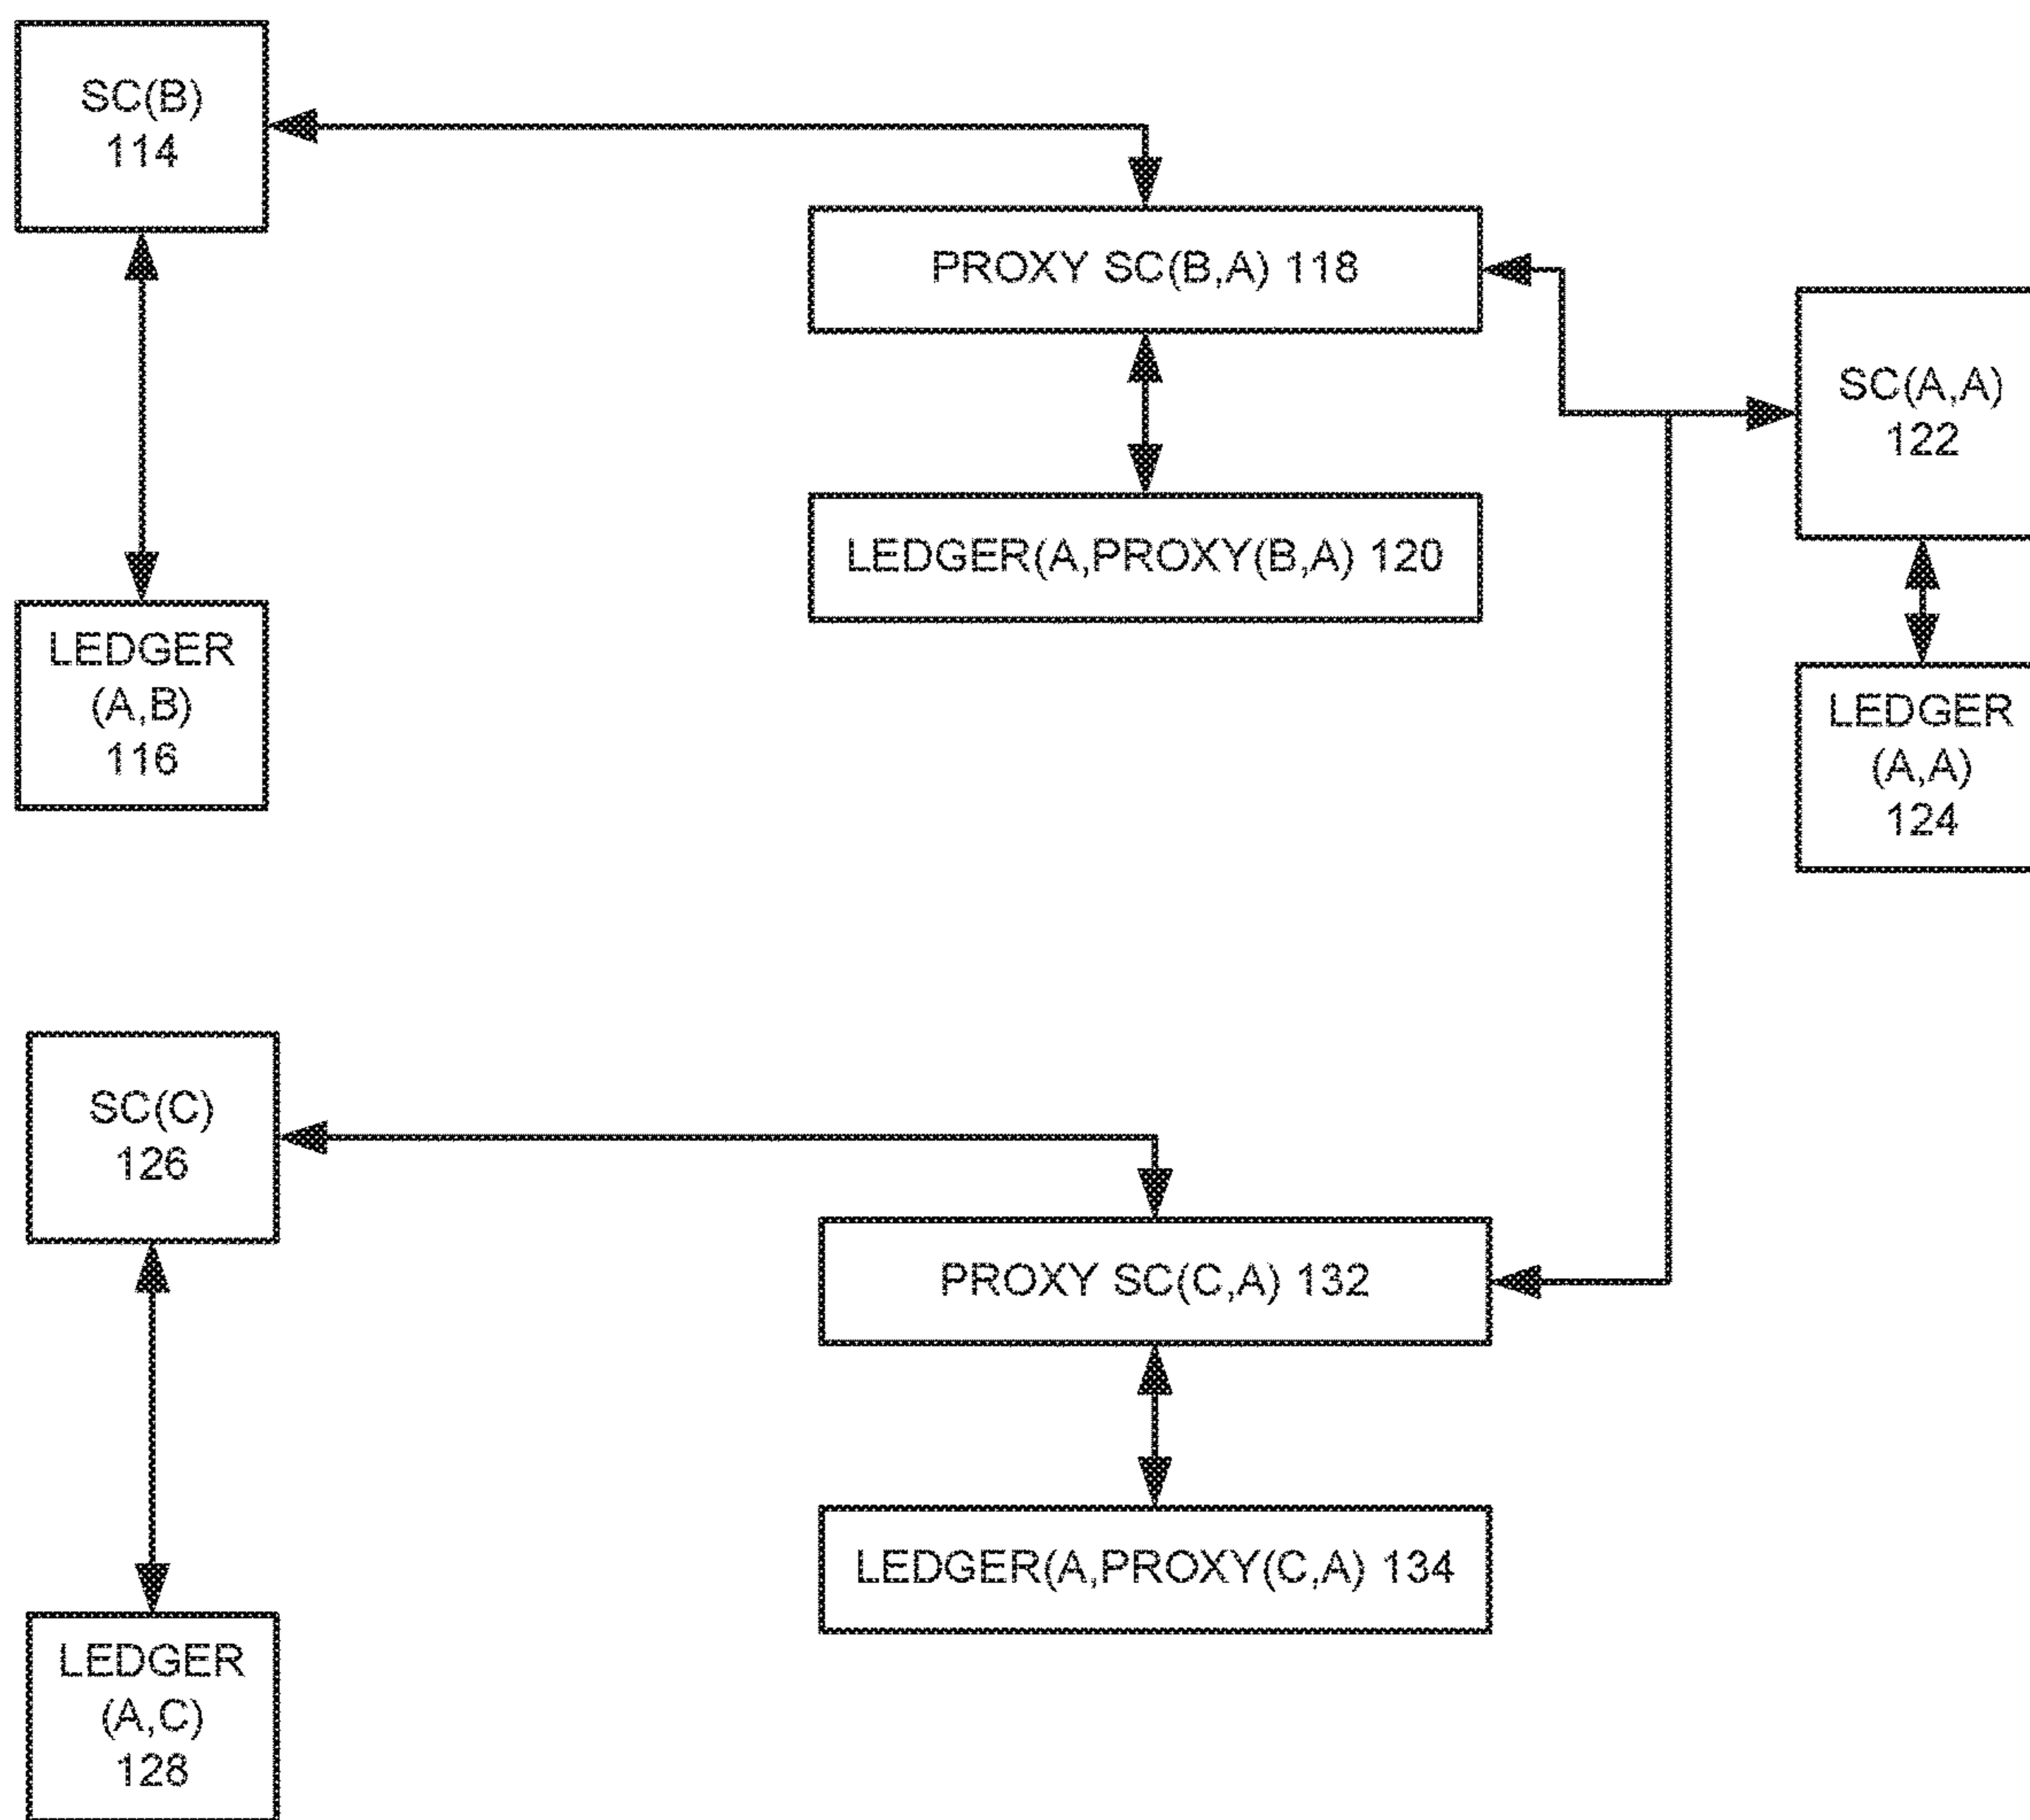 SC(B)
114
PROXY SC(B,A) 118
SC(A,A)
122
LEDGER(A,PROXY(B,A) 120
LEDGER
(A,B)
116
LEDGER
(A,A)
124
SC(C)
126
PROXY SC(C,A) 132
LEDGER(A,PROXY(C,A) 134
LEDGER
(A,C)
128